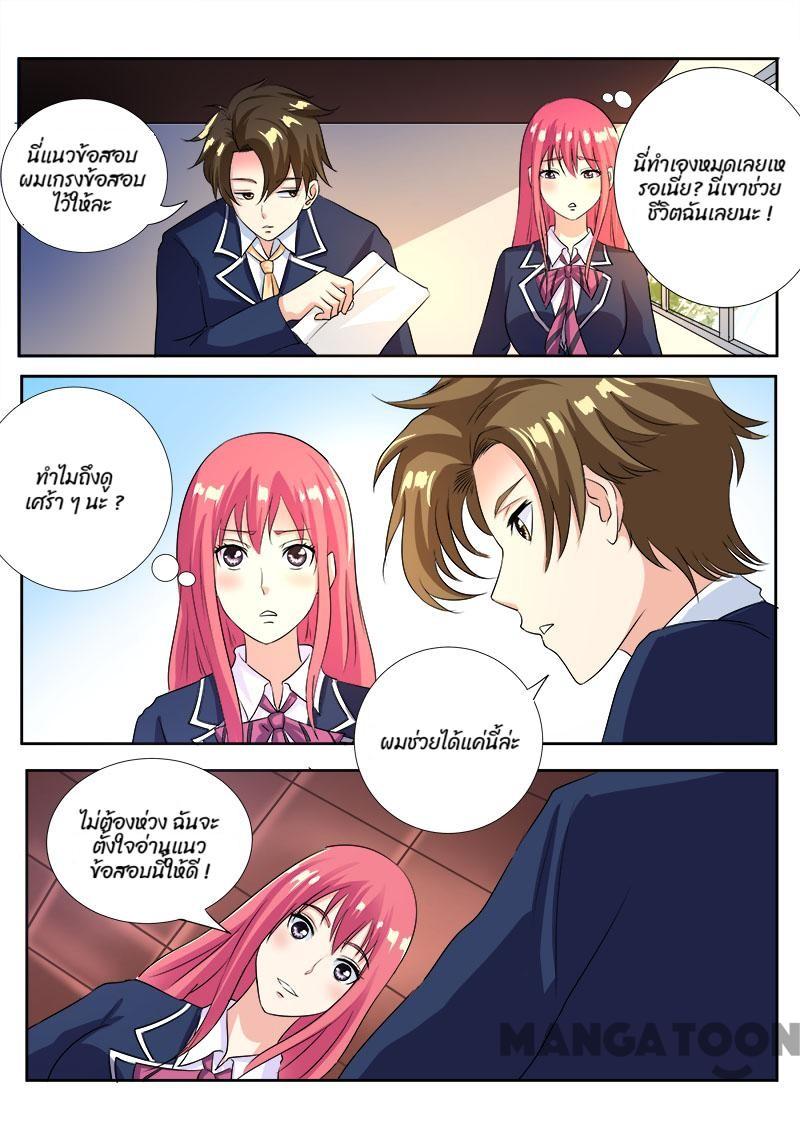 นี่แนวข้อสอบ
ผมเกรงข้อสอบ
ไว้ให้ละ
นี่ทำเองหมดเลยเห
รอเนี่ย? นี่เขาช่วย
ชีวิตฉันเลยนะ !
ทำไมถึงดู
เศร้า ๆ นะ ?
ผมช่วยได้แค่นี้ล่ะ
ไม่ต้องห่วง ฉันจะ
ตั้งใจอ่านแนว
ข้อสอบนี้ให้ดี !
MANGATOON